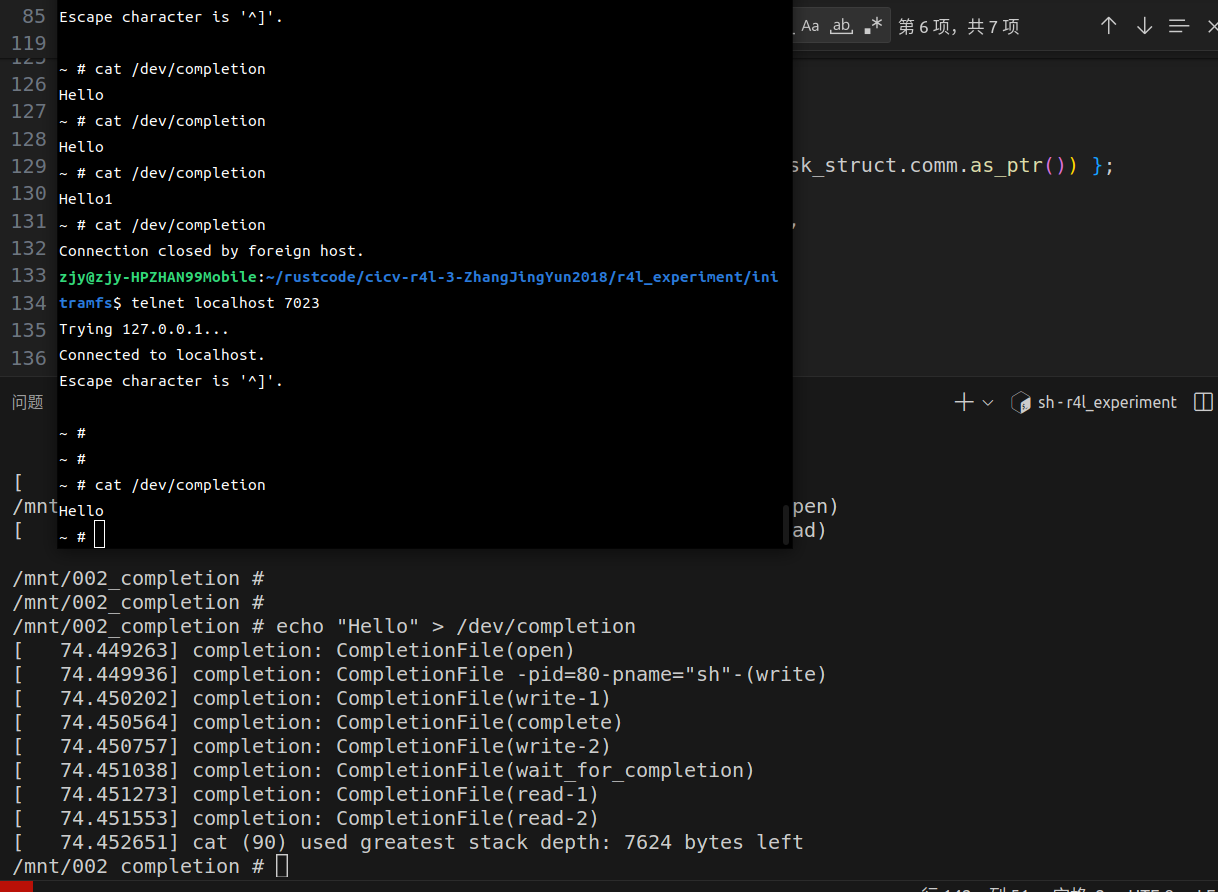 85
119
125
126
127
128
129
130
131
132
133
134
135
136
Escape character is '^]'.
~ # cat /dev/completion
Hello
~ # cat /dev/completion
Hello
~ # cat /dev/completion
Hello1
~ # cat /dev/completion
Connection closed by foreign host.
zjy@zjy-HPZHAN99Mobile:~/rustcode/cicv-r4l-3-ZhangJingYun2018/r4l_experiment/ini
tramfs$ telnet localhost 7023
Trying 127.0.0.1...
Connected to localhost.
Escape character is '^]'.
~ #
~ #
~ # cat /dev/completion
Hello
~ #
Aa ab .* 第 6 项，共 7 项
sk_struct.comm.as_ptr()) };
,
问题
sh - r4l_experiment
[
/mnt pen)
[ ad)
/mnt/002_completion #
/mnt/002_completion #
/mnt/002_completion # echo "Hello" > /dev/completion
[   74.449263] completion: CompletionFile(open)
[   74.449936] completion: CompletionFile -pid=80-pname="sh"-(write)
[   74.450202] completion: CompletionFile(write-1)
[   74.450564] completion: CompletionFile(complete)
[   74.450757] completion: CompletionFile(write-2)
[   74.451038] completion: CompletionFile(wait_for_completion)
[   74.451273] completion: CompletionFile(read-1)
[   74.451553] completion: CompletionFile(read-2)
[   74.452651] cat (90) used greatest stack depth: 7624 bytes left
/mnt/002_completion #